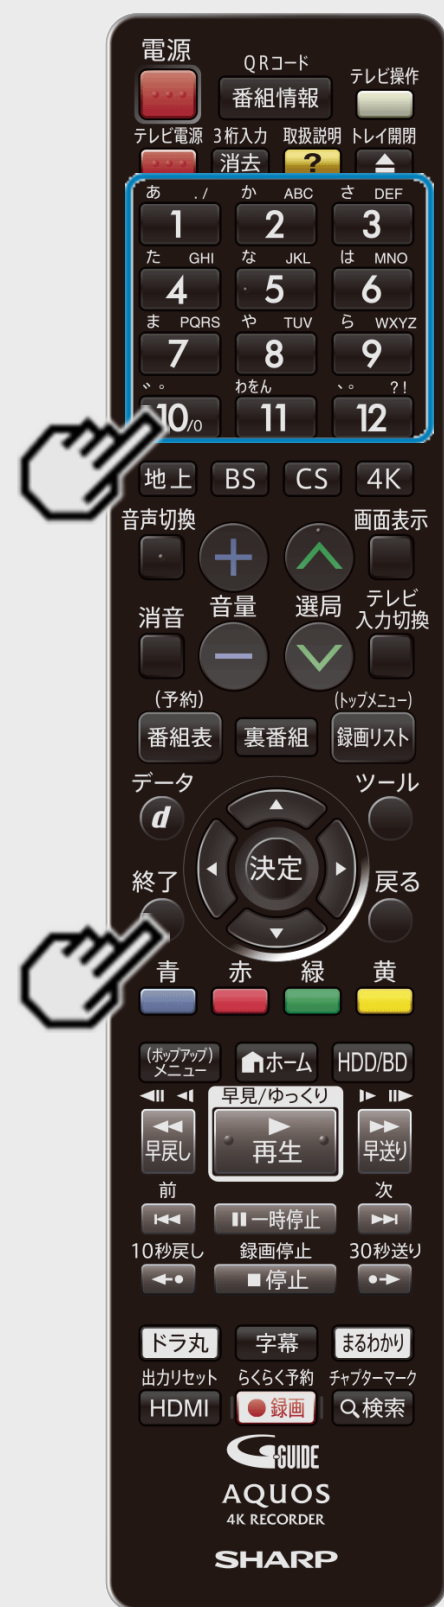 電源
QRコード
テレビ操作
番組情報
テレビ電源 3桁入力 取扱説明 トレイ開閉
消去 ?
あ ./ か ABC さ DEF
1 2 3
た GHI な JKL は MNO
4 5 6
ま PQRS や TUV ら WXYZ
7 8 9
゛゜ わをん 、。 ?!
10/0 11 12
地上 BS CS 4K
音声切換 画面表示
消音 音量 選局 テレビ
入力切換
(予約) (トップメニュー)
番組表 裏番組 録画リスト
データ ツール
d
決定
終了 戻る
青 赤 緑 黄
(ポップアップ)
メニュー ホーム HDD/BD
早見/ゆっくり
早戻し 再生 早送り
前 次
一時停止
10秒戻し 録画停止 30秒送り
停止
ドラ丸 字幕 まるわかり
出力リセット らくらく予約 チャプターマーク
HDMI 録画 検索
G-GUIDE
AQUOS
4K RECORDER
SHARP